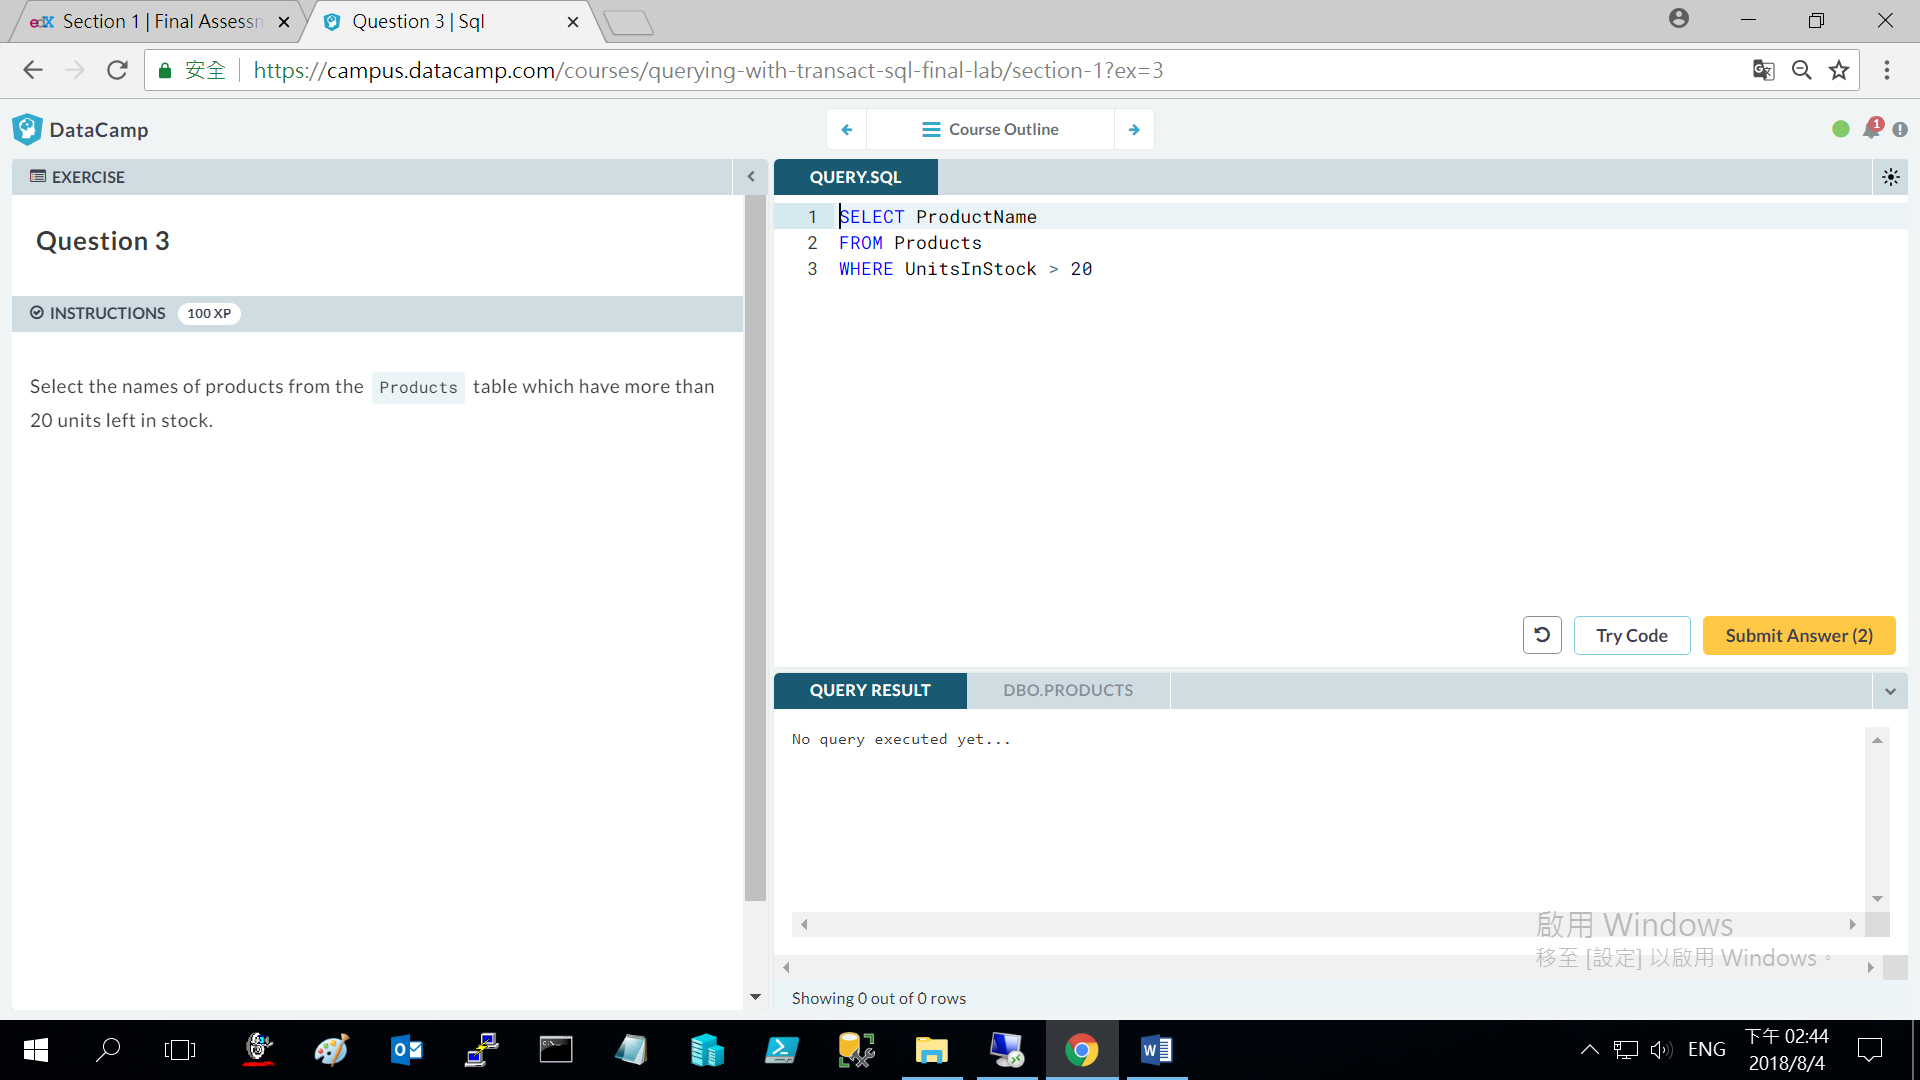 edX Section 1 | Final Assessm
Question 3 | Sql
安全
https://campus.datacamp.com/courses/querying-with-transact-sql-final-lab/section-1?ex=3
DataCamp
Course Outline
1
EXERCISE
Question 3
INSTRUCTIONS 100 XP
Select the names of products from the Products table which have more than
20 units left in stock.
QUERY.SQL
1 SELECT ProductName
2 FROM Products
3 WHERE UnitsInStock > 20
Try Code
Submit Answer (2)
QUERY RESULT
DBO.PRODUCTS
No query executed yet...
啟用 Windows
移至 [設定] 以啟用 Windows。
Showing 0 out of 0 rows
ENG
下午 02:44
2018/8/4